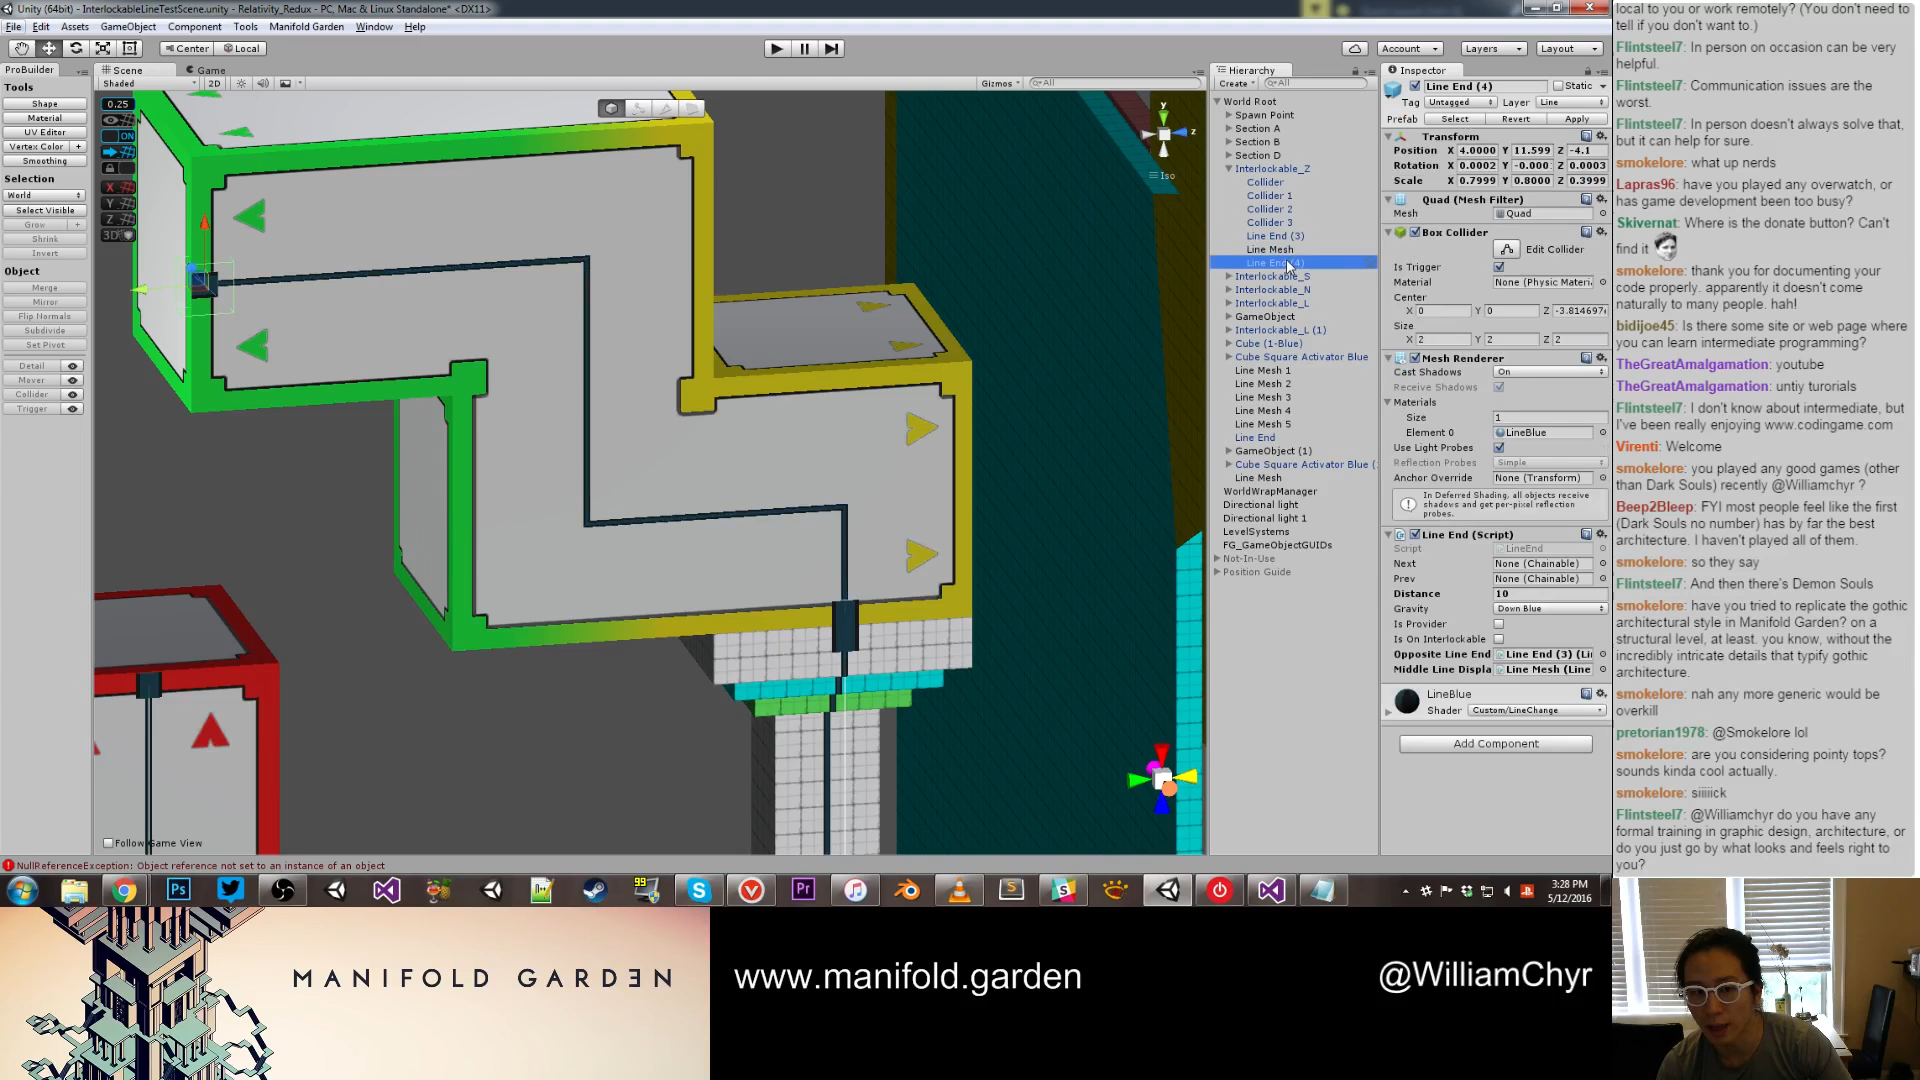 Unity (64bit) - InterlockableLineTestScene.unity - Relativity_Redux - PC, Mac & Linux Standalone* <DX11>
File Edit Assets GameObject Component Tools Manifold Garden Window Help
Center Local Account Layers Layout
ProBuilder
Tools
Shape
Material
UV Editor
Vertex Color +
Smoothing
Selection
World
Select Visible
Grow +
Shrink
Invert
Object
Merge
Mirror
Flip Normals
Subdivide
Set Pivot
Detail
Mover
Collider
Trigger
Scene Game
Shaded 2D Gizmos All
0.25
ON
X
Y
Z
3D
y
z
Iso
Follow Game View
Hierarchy
Create All
World Root
Spawn Point
Section A
Section B
Section D
Interlockable_Z
Collider
Collider 1
Collider 2
Collider 3
Line End (3)
Line Mesh
Line End (4)
Interlockable_S
Interlockable_N
Interlockable_L
GameObject
Interlockable_L (1)
Cube (1-Blue)
Cube Square Activator Blue
Line Mesh 1
Line Mesh 2
Line Mesh 3
Line Mesh 4
Line Mesh 5
Line End
GameObject (1)
Cube Square Activator Blue (
Line Mesh
WorldWrapManager
Directional light
Directional light 1
LevelSystems
FG_GameObjectGUIDs
Not-In-Use
Position Guide
Inspector
Line End (4) Static
Tag Untagged Layer Line
Prefab Select Revert Apply
Transform
Position X 4.0000 Y 11.599 Z -4.1
Rotation X 0.0002 Y -0.000 Z 0.0003
Scale X 0.7999 Y 0.8000 Z 0.3999
Quad (Mesh Filter)
Mesh Quad
Box Collider
Edit Collider
Is Trigger
Material None (Physic Materi
Center
X 0 Y 0 Z -3.814697
Size
X 2 Y 2 Z 2
Mesh Renderer
Cast Shadows On
Receive Shadows
Materials
Size 1
Element 0 LineBlue
Use Light Probes
Reflection Probes Simple
Anchor Override None (Transform)
In Deferred Shading, all objects receive
shadows and get per-pixel reflection
probes.
Line End (Script)
Script LineEnd
Next None (Chainable)
Prev None (Chainable)
Distance 10
Gravity Down Blue
Is Provider
Is On Interlockable
Opposite Line End Line End (3) (Li
Middle Line Displa Line Mesh (Line
LineBlue
Shader Custom/LineChange
Add Component
NullReferenceException: Object reference not set to an instance of an object
Ps 99 Pr
3:28 PM
5/12/2016
local to you or work remotely? (You don't need to
tell if you don't want to.)
Flintsteel7: In person on occasion can be very
helpful.
Flintsteel7: Communication issues are the
worst.
Flintsteel7: In person doesn't always solve that,
but it can help for sure.
smokelore: what up nerds
Lapras96: have you played any overwatch, or
has game development been too busy?
Skivernat: Where is the donate button? Can't
find it
smokelore: thank you for documenting your
code properly. apparently it doesn't come
naturally to many people. hah!
bidijoe45: Is there some site or web page where
you can learn intermediate programming?
TheGreatAmalgamation: youtube
TheGreatAmalgamation: untiy turorials
Flintsteel7: I don't know about intermediate, but
I've been really enjoying www.codingame.com
Virenti: Welcome
smokelore: you played any good games (other
than Dark Souls) recently @Williamchyr ?
Beep2Bleep: FYI most people feel like the first
(Dark Souls no number) has by far the best
architecture. I haven't played all of them.
smokelore: so they say
Flintsteel7: And then there's Demon Souls
smokelore: have you tried to replicate the gothic
architectural style in Manifold Garden? on a
structural level, at least. you know, without the
incredibly intricate details that typify gothic
architecture.
smokelore: nah any more generic would be
overkill
pretorian1978: @Smokelore lol
smokelore: are you considering pointy tops?
sounds kinda cool actually.
smokelore: siiiiick
Flintsteel7: @Williamchyr do you have any
formal training in graphic design, architecture, or
do you just go by what looks and feels right to
you?
MANIFOLD GARDƎN
www.manifold.garden
@WilliamChyr